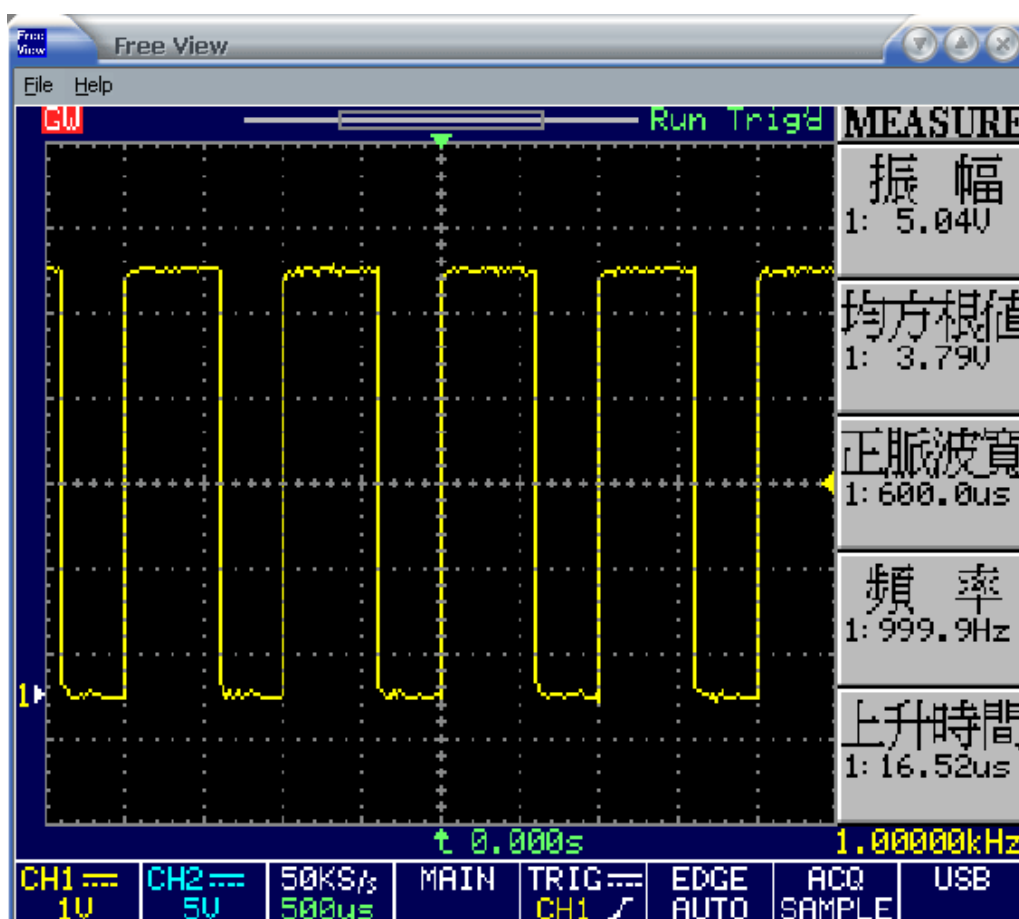 Free View
Free View
File Help
GW Run Trig'd MEASURE
振 幅
1: 5.04V
均方根值
1: 3.79V
正脈波寬
1:600.0us
頻 率
1:999.9Hz
上升時間
1:16.52us
1
0.000s 1.00000kHz
CH1 CH2 50KS/s MAIN TRIG EDGE ACQ USB
1V 5V 500us CH1 AUTO SAMPLE